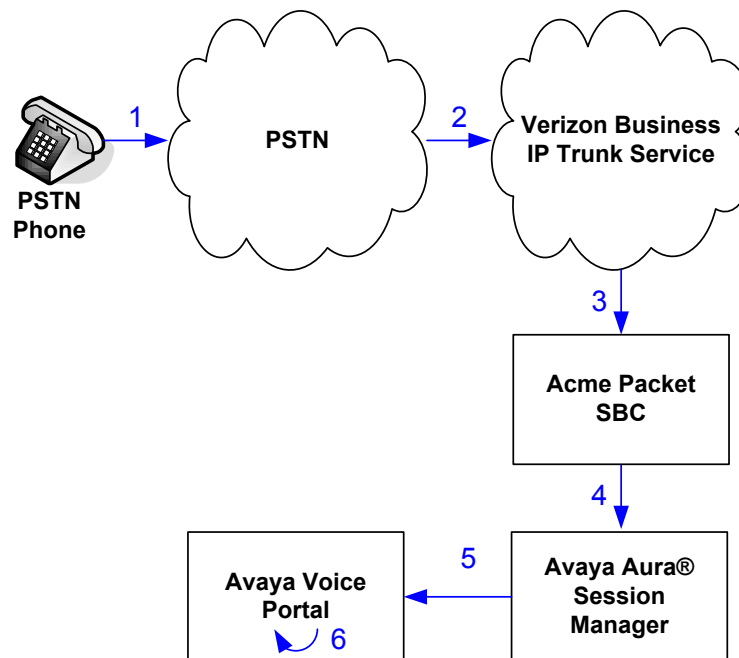 1
PSTN
2
Verizon Business
IP Trunk Service
PSTN
Phone
3
Acme Packet
SBC
4
5
Avaya Aura®
Session
Manager
Avaya Voice
Portal
6